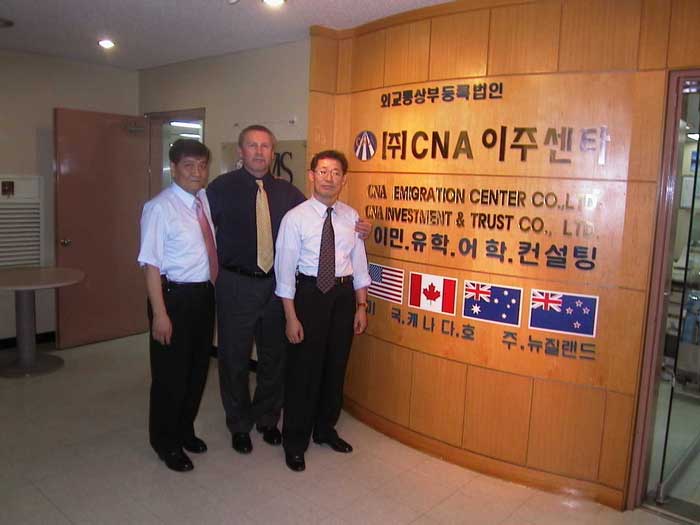 외교통상부등록법인
(주)CNA 이주센타
CNA EMIGRATION CENTER CO.,LTD.
CNA INVESTMENT & TRUST CO., LTD.
이민.유학.어학.컨설팅
미 국.캐 나 다.호 주.뉴질랜드